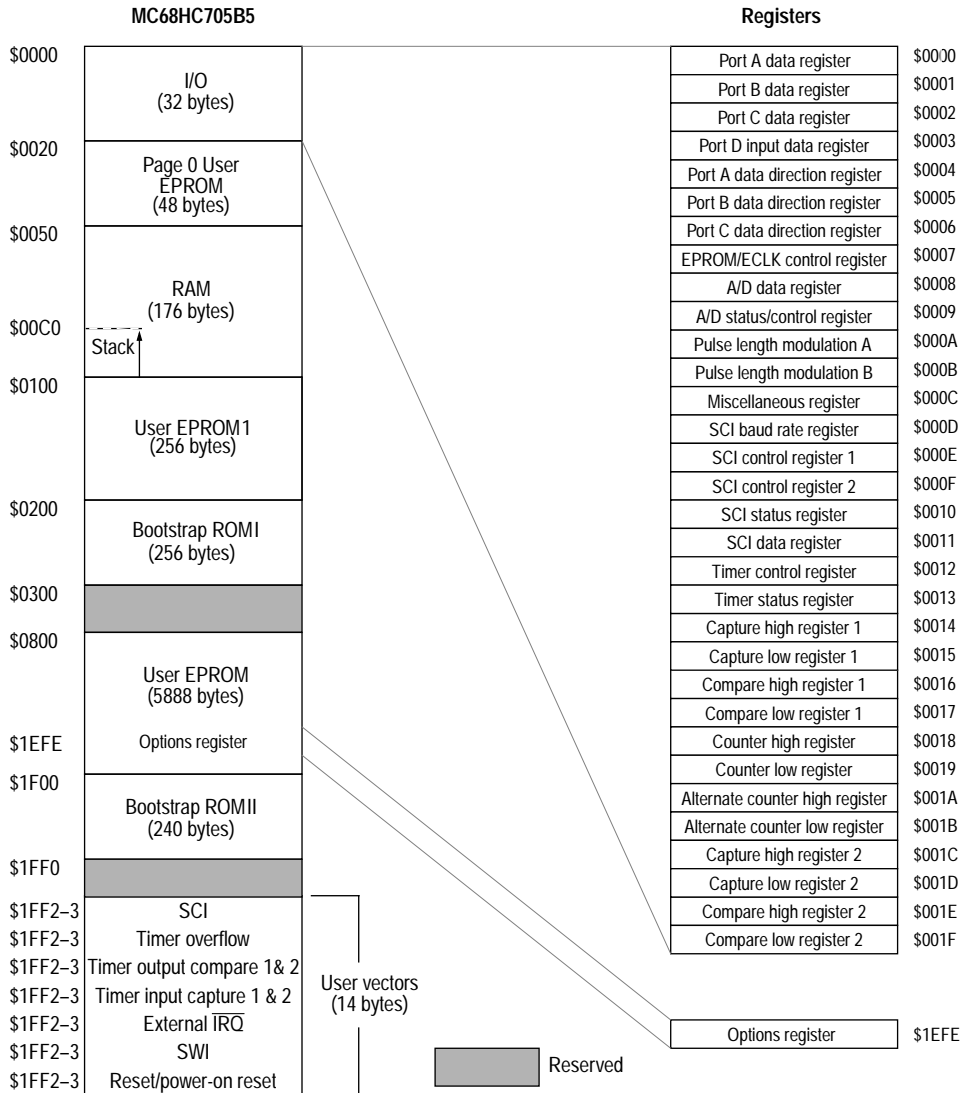 MC68HC705B5
$0000
I/O
(32 bytes)
$0020
Page 0 User
EPROM
(48 bytes)
$0050
RAM
(176 bytes)
$00C0
Stack
$0100
User EPROM1
(256 bytes)
$0200
Bootstrap ROMI
(256 bytes)
$0300
$0800
User EPROM
(5888 bytes)
$1EFE
Options register
$1F00
Bootstrap ROMII
(240 bytes)
$1FF0
$1FF2–3 SCI
$1FF2–3 Timer overflow
$1FF2–3 Timer output compare 1& 2
$1FF2–3 Timer input capture 1 & 2
$1FF2–3 External I̅R̅Q̅
$1FF2–3 SWI
$1FF2–3 Reset/power-on reset
User vectors
(14 bytes)
Reserved
Registers
Port A data register $0000
Port B data register $0001
Port C data register $0002
Port D input data register $0003
Port A data direction register $0004
Port B data direction register $0005
Port C data direction register $0006
EPROM/ECLK control register $0007
A/D data register $0008
A/D status/control register $0009
Pulse length modulation A $000A
Pulse length modulation B $000B
Miscellaneous register $000C
SCI baud rate register $000D
SCI control register 1 $000E
SCI control register 2 $000F
SCI status register $0010
SCI data register $0011
Timer control register $0012
Timer status register $0013
Capture high register 1 $0014
Capture low register 1 $0015
Compare high register 1 $0016
Compare low register 1 $0017
Counter high register $0018
Counter low register $0019
Alternate counter high register $001A
Alternate counter low register $001B
Capture high register 2 $001C
Capture low register 2 $001D
Compare high register 2 $001E
Compare low register 2 $001F
Options register $1EFE